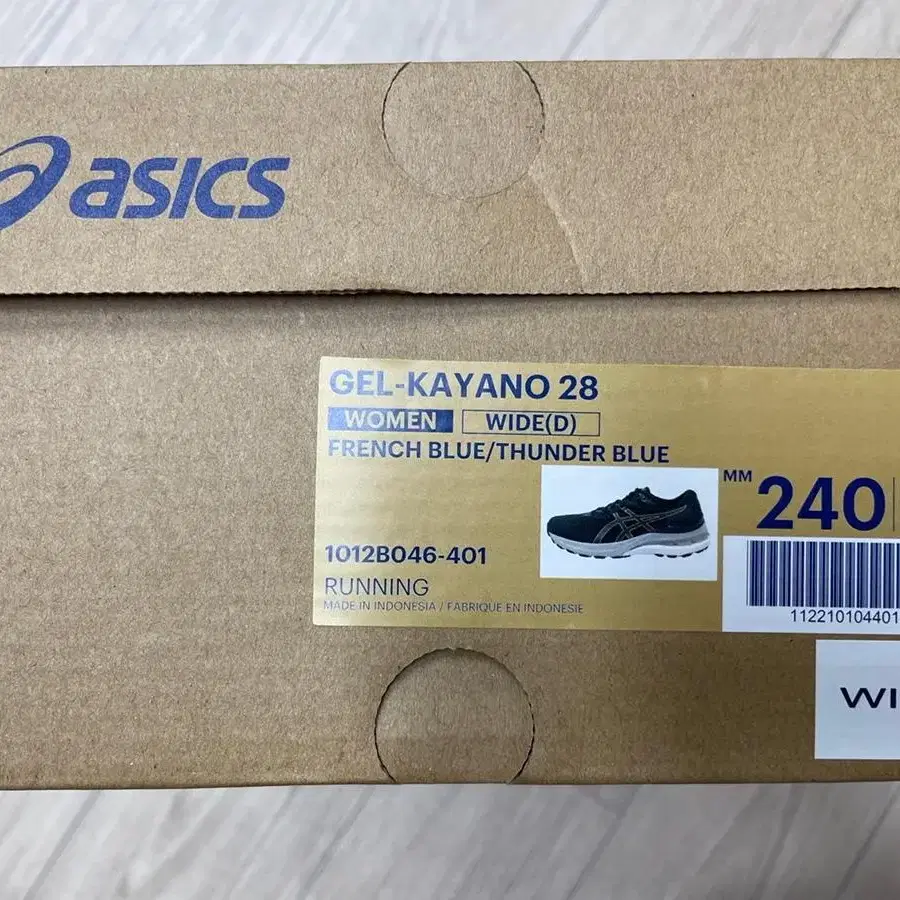 asics
GEL-KAYANO 28
WOMEN WIDE(D)
FRENCH BLUE/THUNDER BLUE
MM 240
1012B046-401
RUNNING
MADE IN INDONESIA / FABRIQUE EN INDONESIE
112210104401
WI